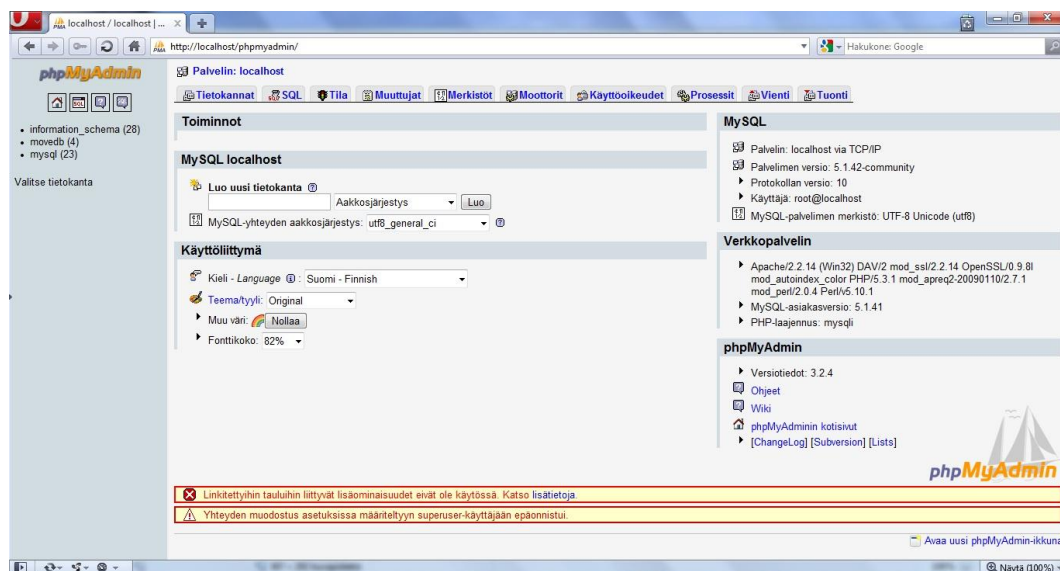 localhost / localhost | ...
http://localhost/phpmyadmin/
Hakukone: Google
phpMyAdmin
information_schema (28)
movedb (4)
mysql (23)
Valitse tietokanta
Palvelin: localhost
Tietokannat SQL Tila Muuttujat Merkistöt Moottorit Käyttöoikeudet Prosessit Vienti Tuonti
Toiminnot
MySQL localhost
Luo uusi tietokanta
Aakkosjärjestys Luo
MySQL-yhteyden aakkosjärjestys: utf8_general_ci
Käyttöliittymä
Kieli - Language : Suomi - Finnish
Teema/tyyli: Original
Muu väri: Nollaa
Fonttikoko: 82%
MySQL
Palvelin: localhost via TCP/IP
Palvelimen versio: 5.1.42-community
Protokollan versio: 10
Käyttäjä: root@localhost
MySQL-palvelimen merkistö: UTF-8 Unicode (utf8)
Verkkopalvelin
Apache/2.2.14 (Win32) DAV/2 mod_ssl/2.2.14 OpenSSL/0.9.8l
mod_autoindex_color PHP/5.3.1 mod_apreq2-20090110/2.7.1
mod_perl/2.0.4 Perl/v5.10.1
MySQL-asiakasversio: 5.1.41
PHP-laajennus: mysqli
phpMyAdmin
Versiotiedot: 3.2.4
Ohjeet
Wiki
phpMyAdminin kotisivut
[ChangeLog] [Subversion] [Lists]
phpMyAdmin
Linkitettyihin tauluihin liittyvät lisäominaisuudet eivät ole käytössä. Katso lisätietoja.
Yhteyden muodostus asetuksissa määriteltyyn superuser-käyttäjään epäonnistui.
Avaa uusi phpMyAdmin-ikkuna
Näytä (100%)